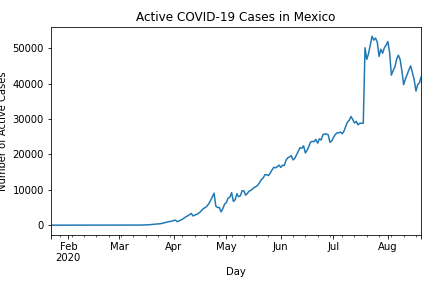 Active COVID-19 Cases in Mexico
Number of Active Cases
50000
40000
30000
20000
10000
0
Feb Mar Apr May Jun Jul Aug
2020
Day